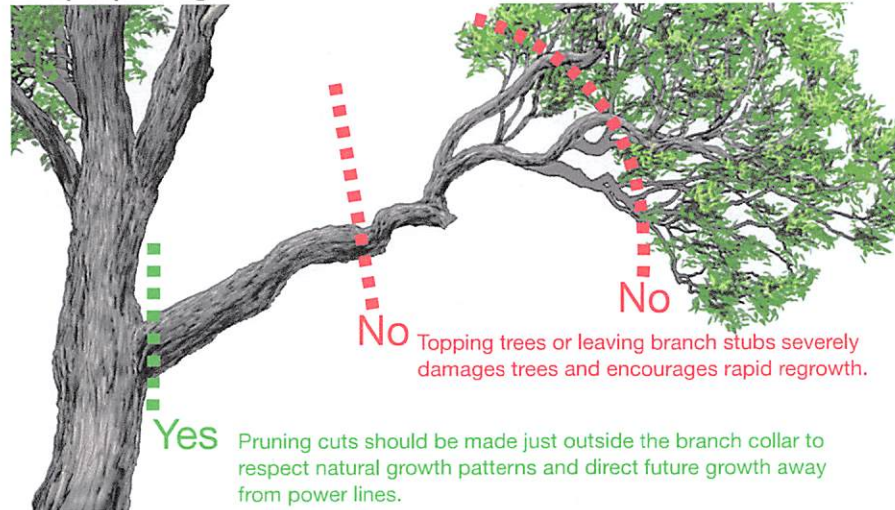 No
No
Topping trees or leaving branch stubs severely
damages trees and encourages rapid regrowth.
Yes
Pruning cuts should be made just outside the branch collar to
respect natural growth patterns and direct future growth away
from power lines.